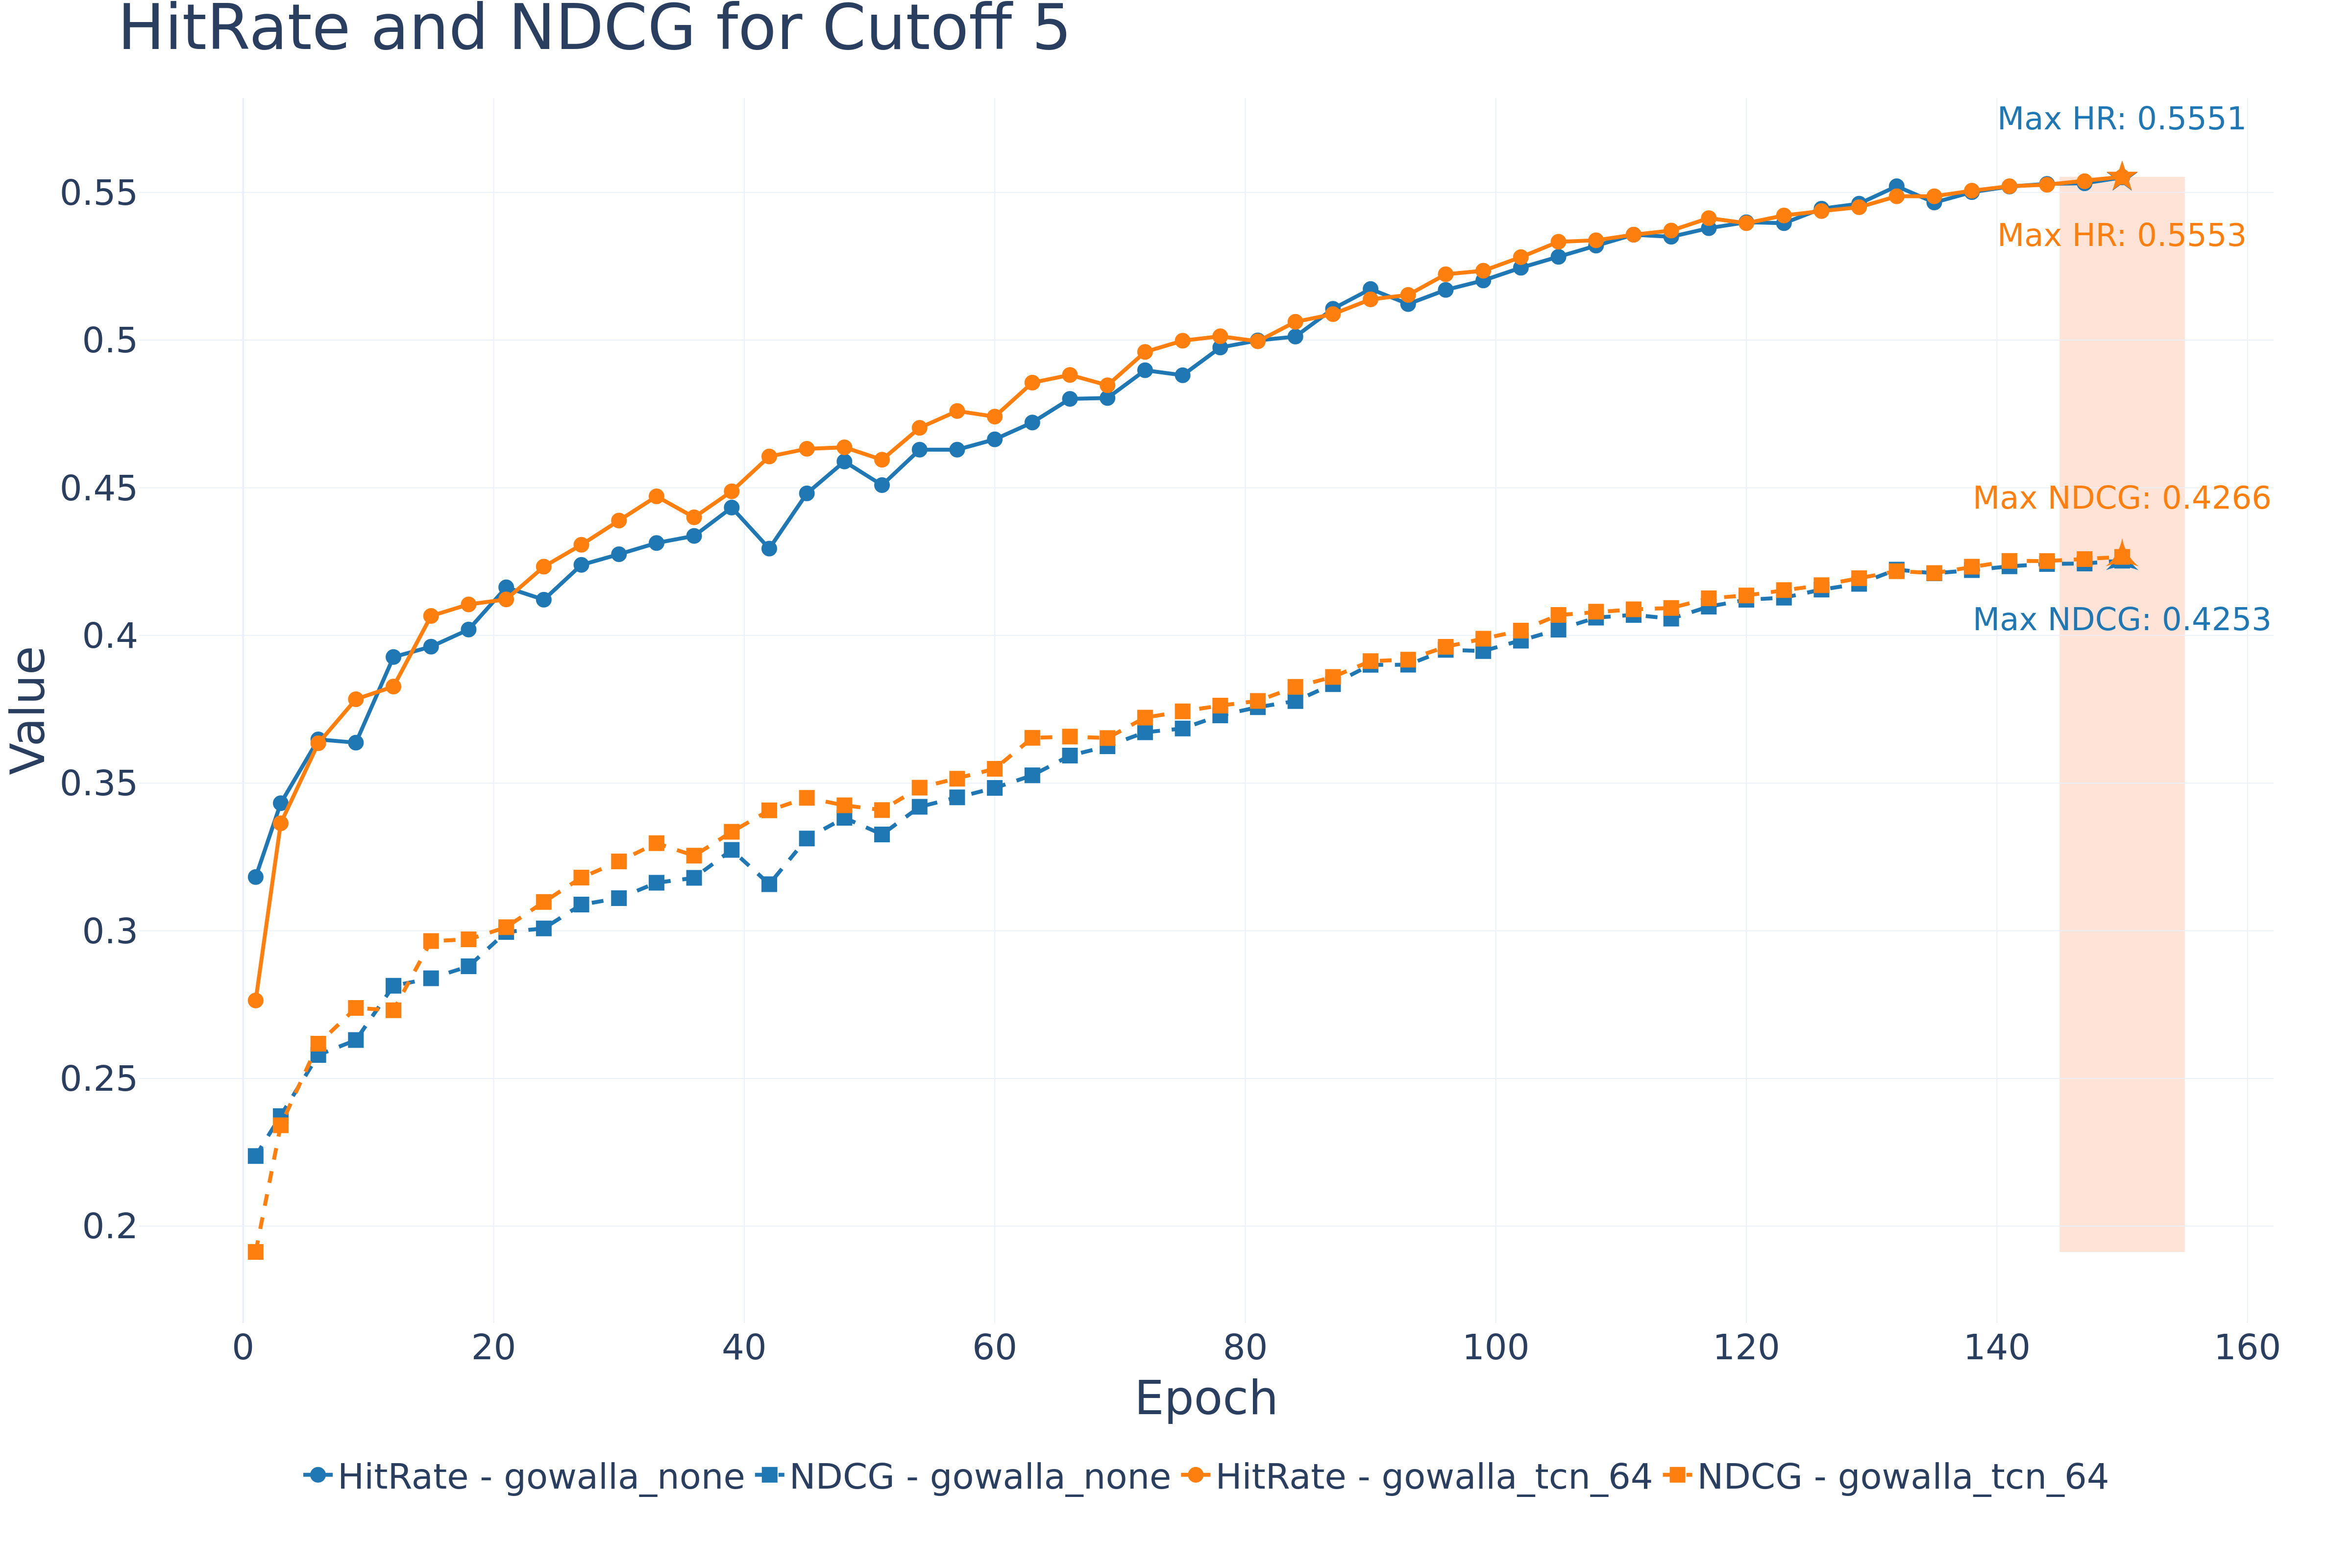 HitRate and NDCG for Cutoff 5
Max HR: 0.5551
Max HR: 0.5553
Max NDCG: 0.4266
Max NDCG: 0.4253
Value
0.55
0.5
0.45
0.4
0.35
0.3
0.25
0.2
0 20 40 60 80 100 120 140 160
Epoch
HitRate - gowalla_none NDCG - gowalla_none HitRate - gowalla_tcn_64 NDCG - gowalla_tcn_64